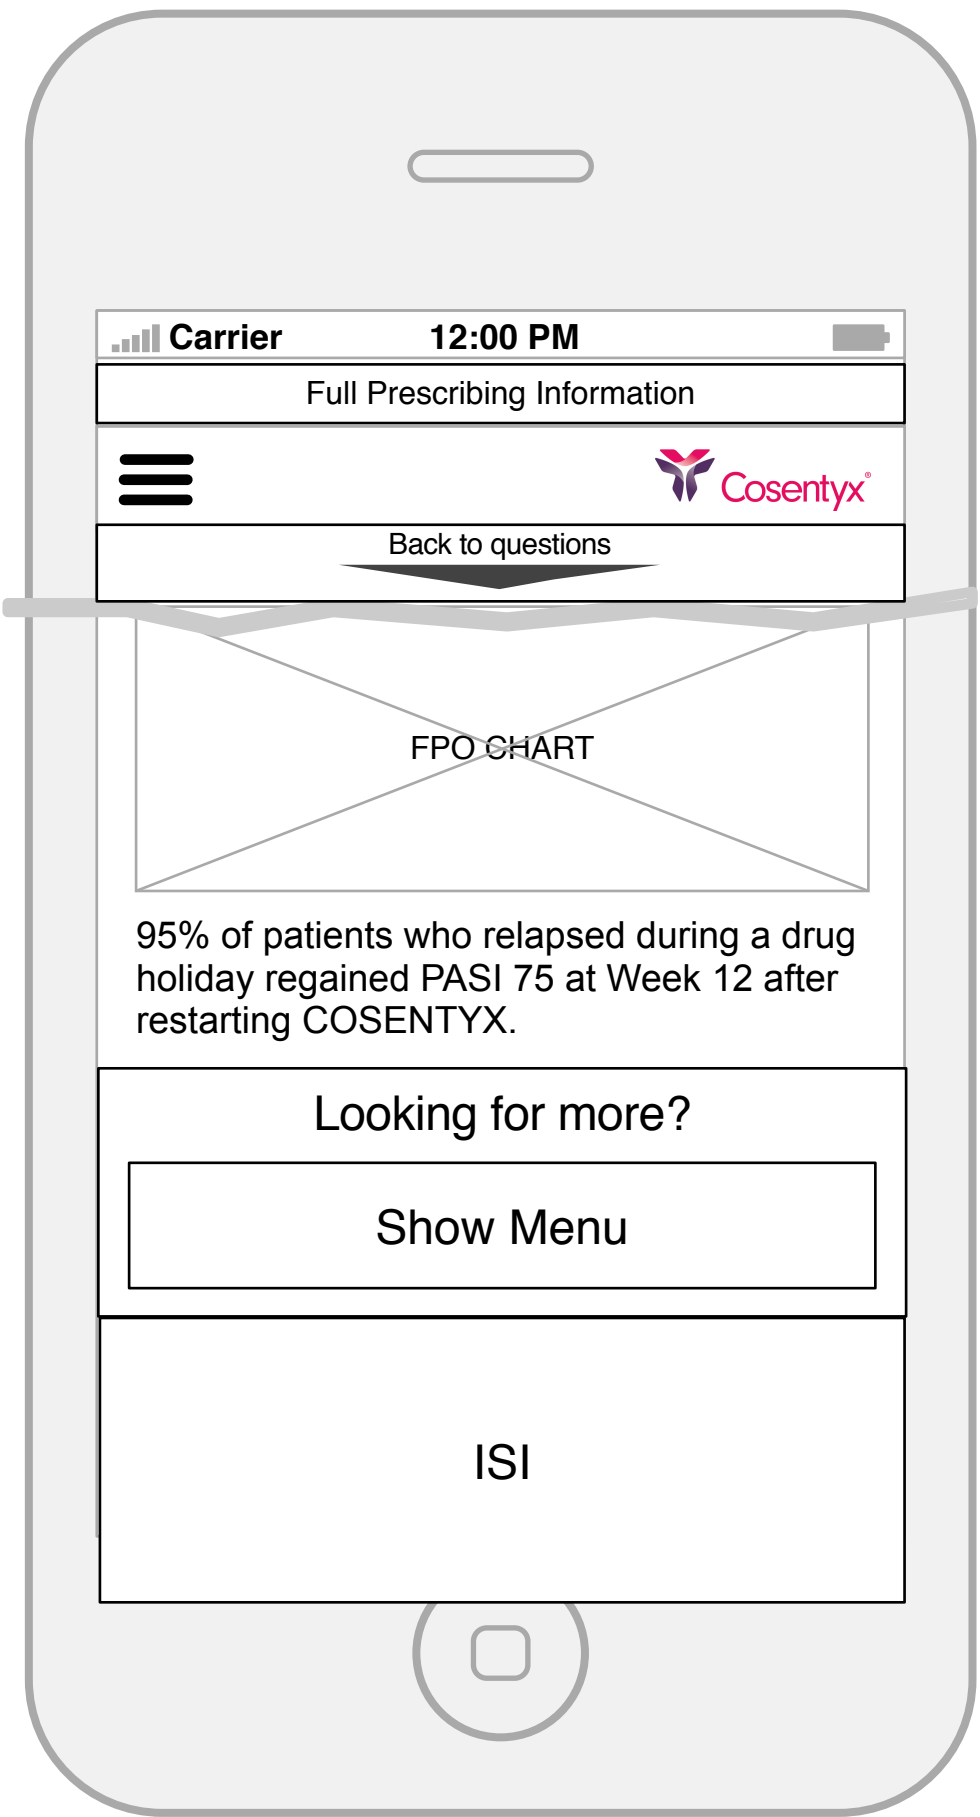 Carrier 12:00 PM
Full Prescribing Information
Cosentyx®
Back to questions
FPO CHART
95% of patients who relapsed during a drug
holiday regained PASI 75 at Week 12 after
restarting COSENTYX.
Looking for more?
Show Menu
ISI